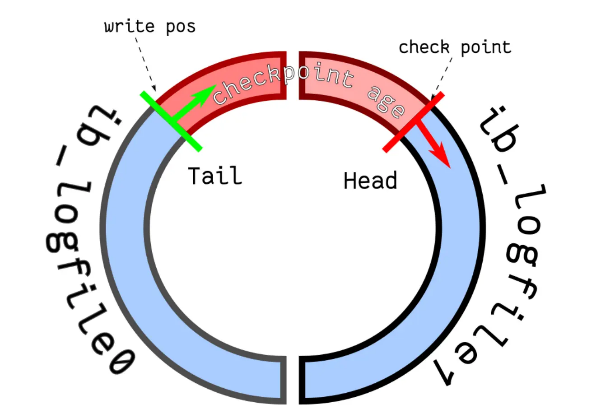 write pos
check point
checkpoint age
ib_logfile0
ib_logfile1
Tail
Head